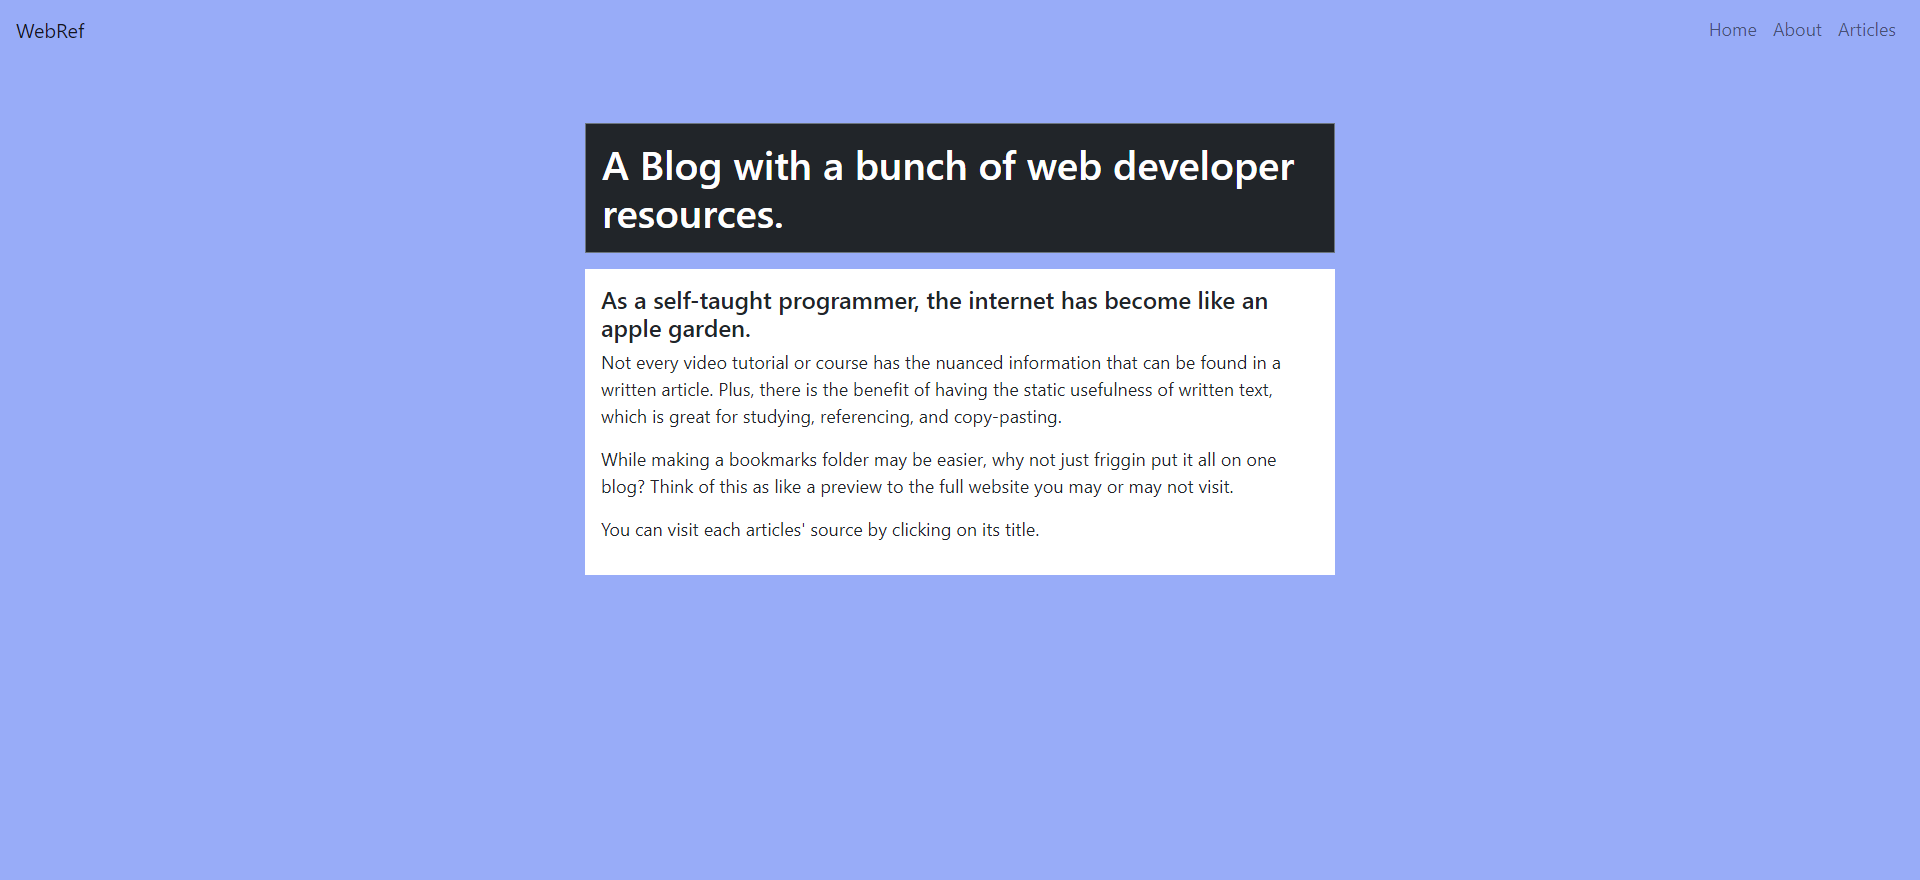 WebRef
Home About Articles
A Blog with a bunch of web developer
resources.
As a self-taught programmer, the internet has become like an
apple garden.
Not every video tutorial or course has the nuanced information that can be found in a
written article. Plus, there is the benefit of having the static usefulness of written text,
which is great for studying, referencing, and copy-pasting.
While making a bookmarks folder may be easier, why not just friggin put it all on one
blog? Think of this as like a preview to the full website you may or may not visit.
You can visit each articles' source by clicking on its title.